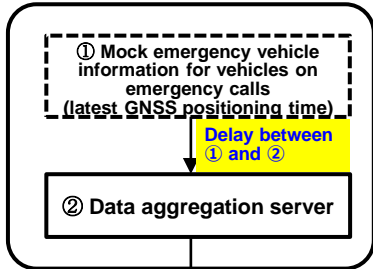 ① Mock emergency vehicle
information for vehicles on
emergency calls
(latest GNSS positioning time)
Delay between
① and ②
② Data aggregation server